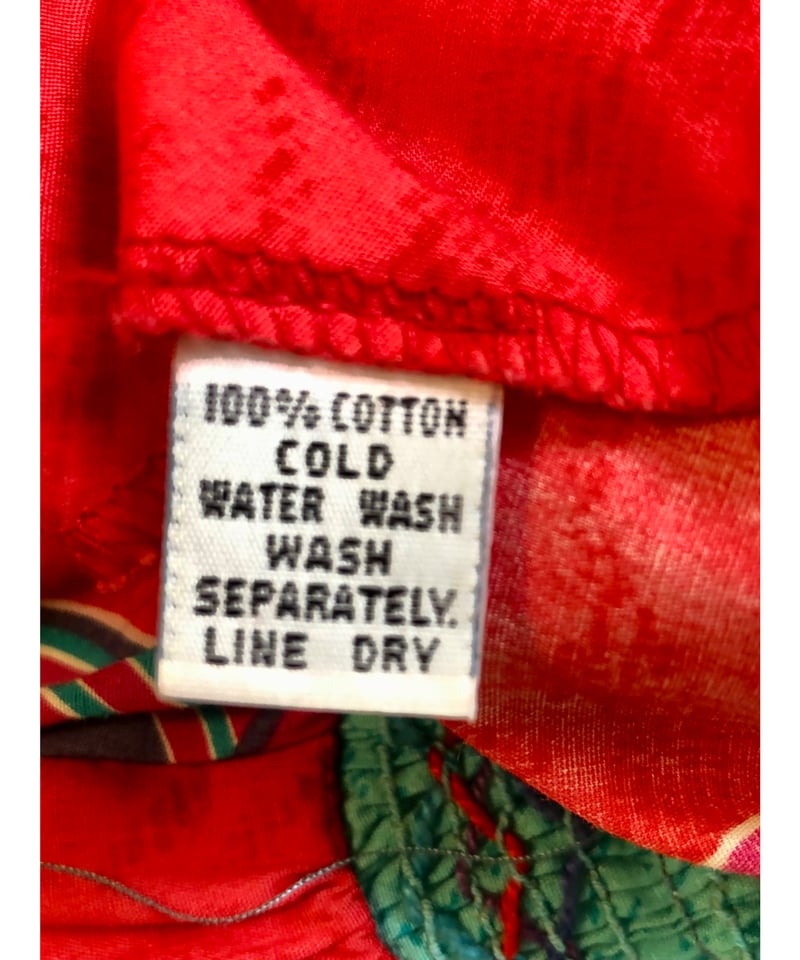 100% COTTON
COLD
WATER WASH
WASH
SEPARATELY.
LINE DRY